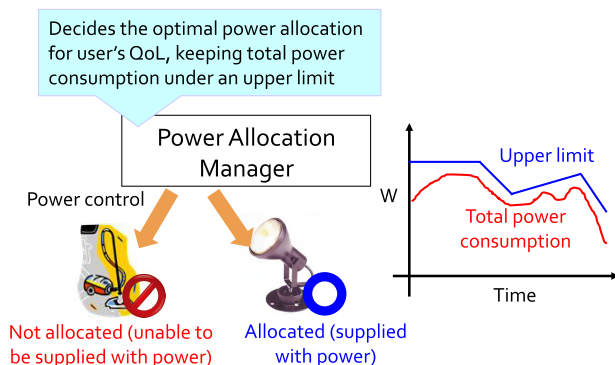 Decides the optimal power allocation
for user's QoL, keeping total power
consumption under an upper limit
Power Allocation
Manager
Power control
Not allocated (unable to
be supplied with power)
Allocated (supplied
with power)
W
Upper limit
Total power
consumption
Time